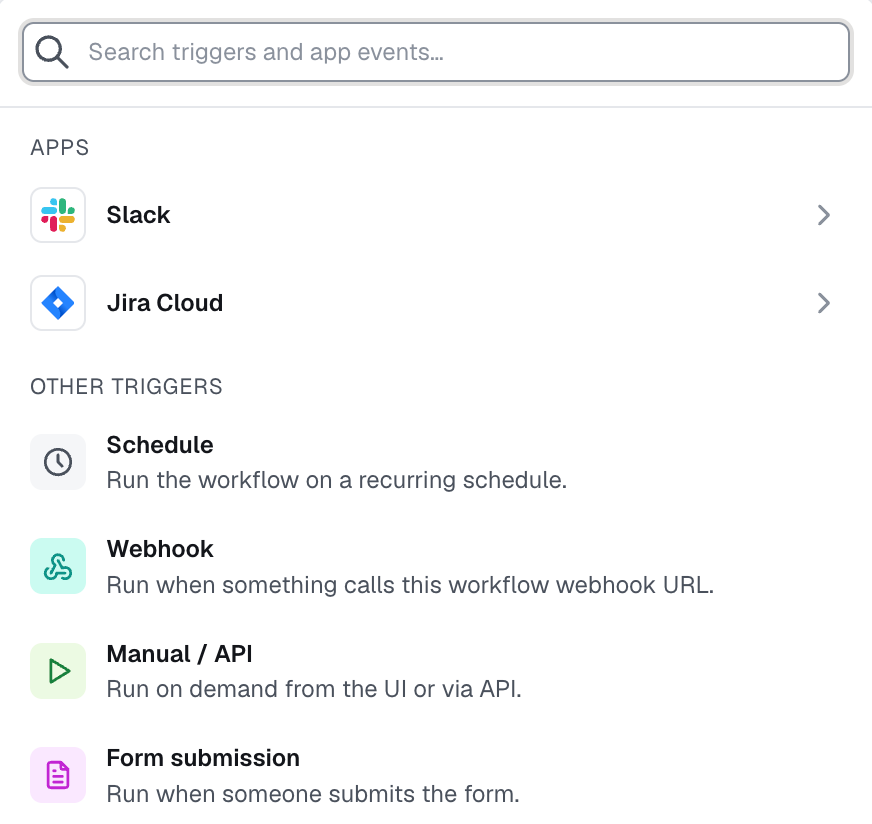 Search triggers and app events...
APPS
Slack
Jira Cloud
OTHER TRIGGERS
Schedule
Run the workflow on a recurring schedule.
Webhook
Run when something calls this workflow webhook URL.
Manual / API
Run on demand from the UI or via API.
Form submission
Run when someone submits the form.